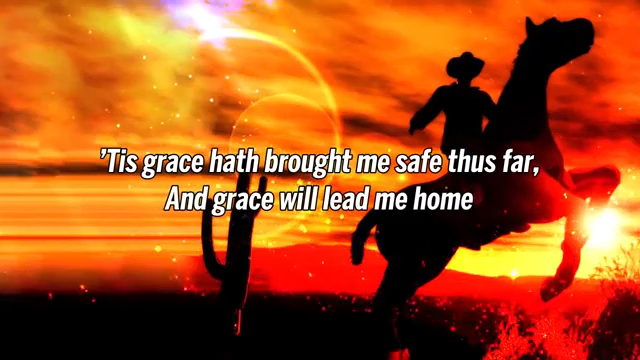 ’Tis grace hath brought me safe thus far,
And grace will lead me home